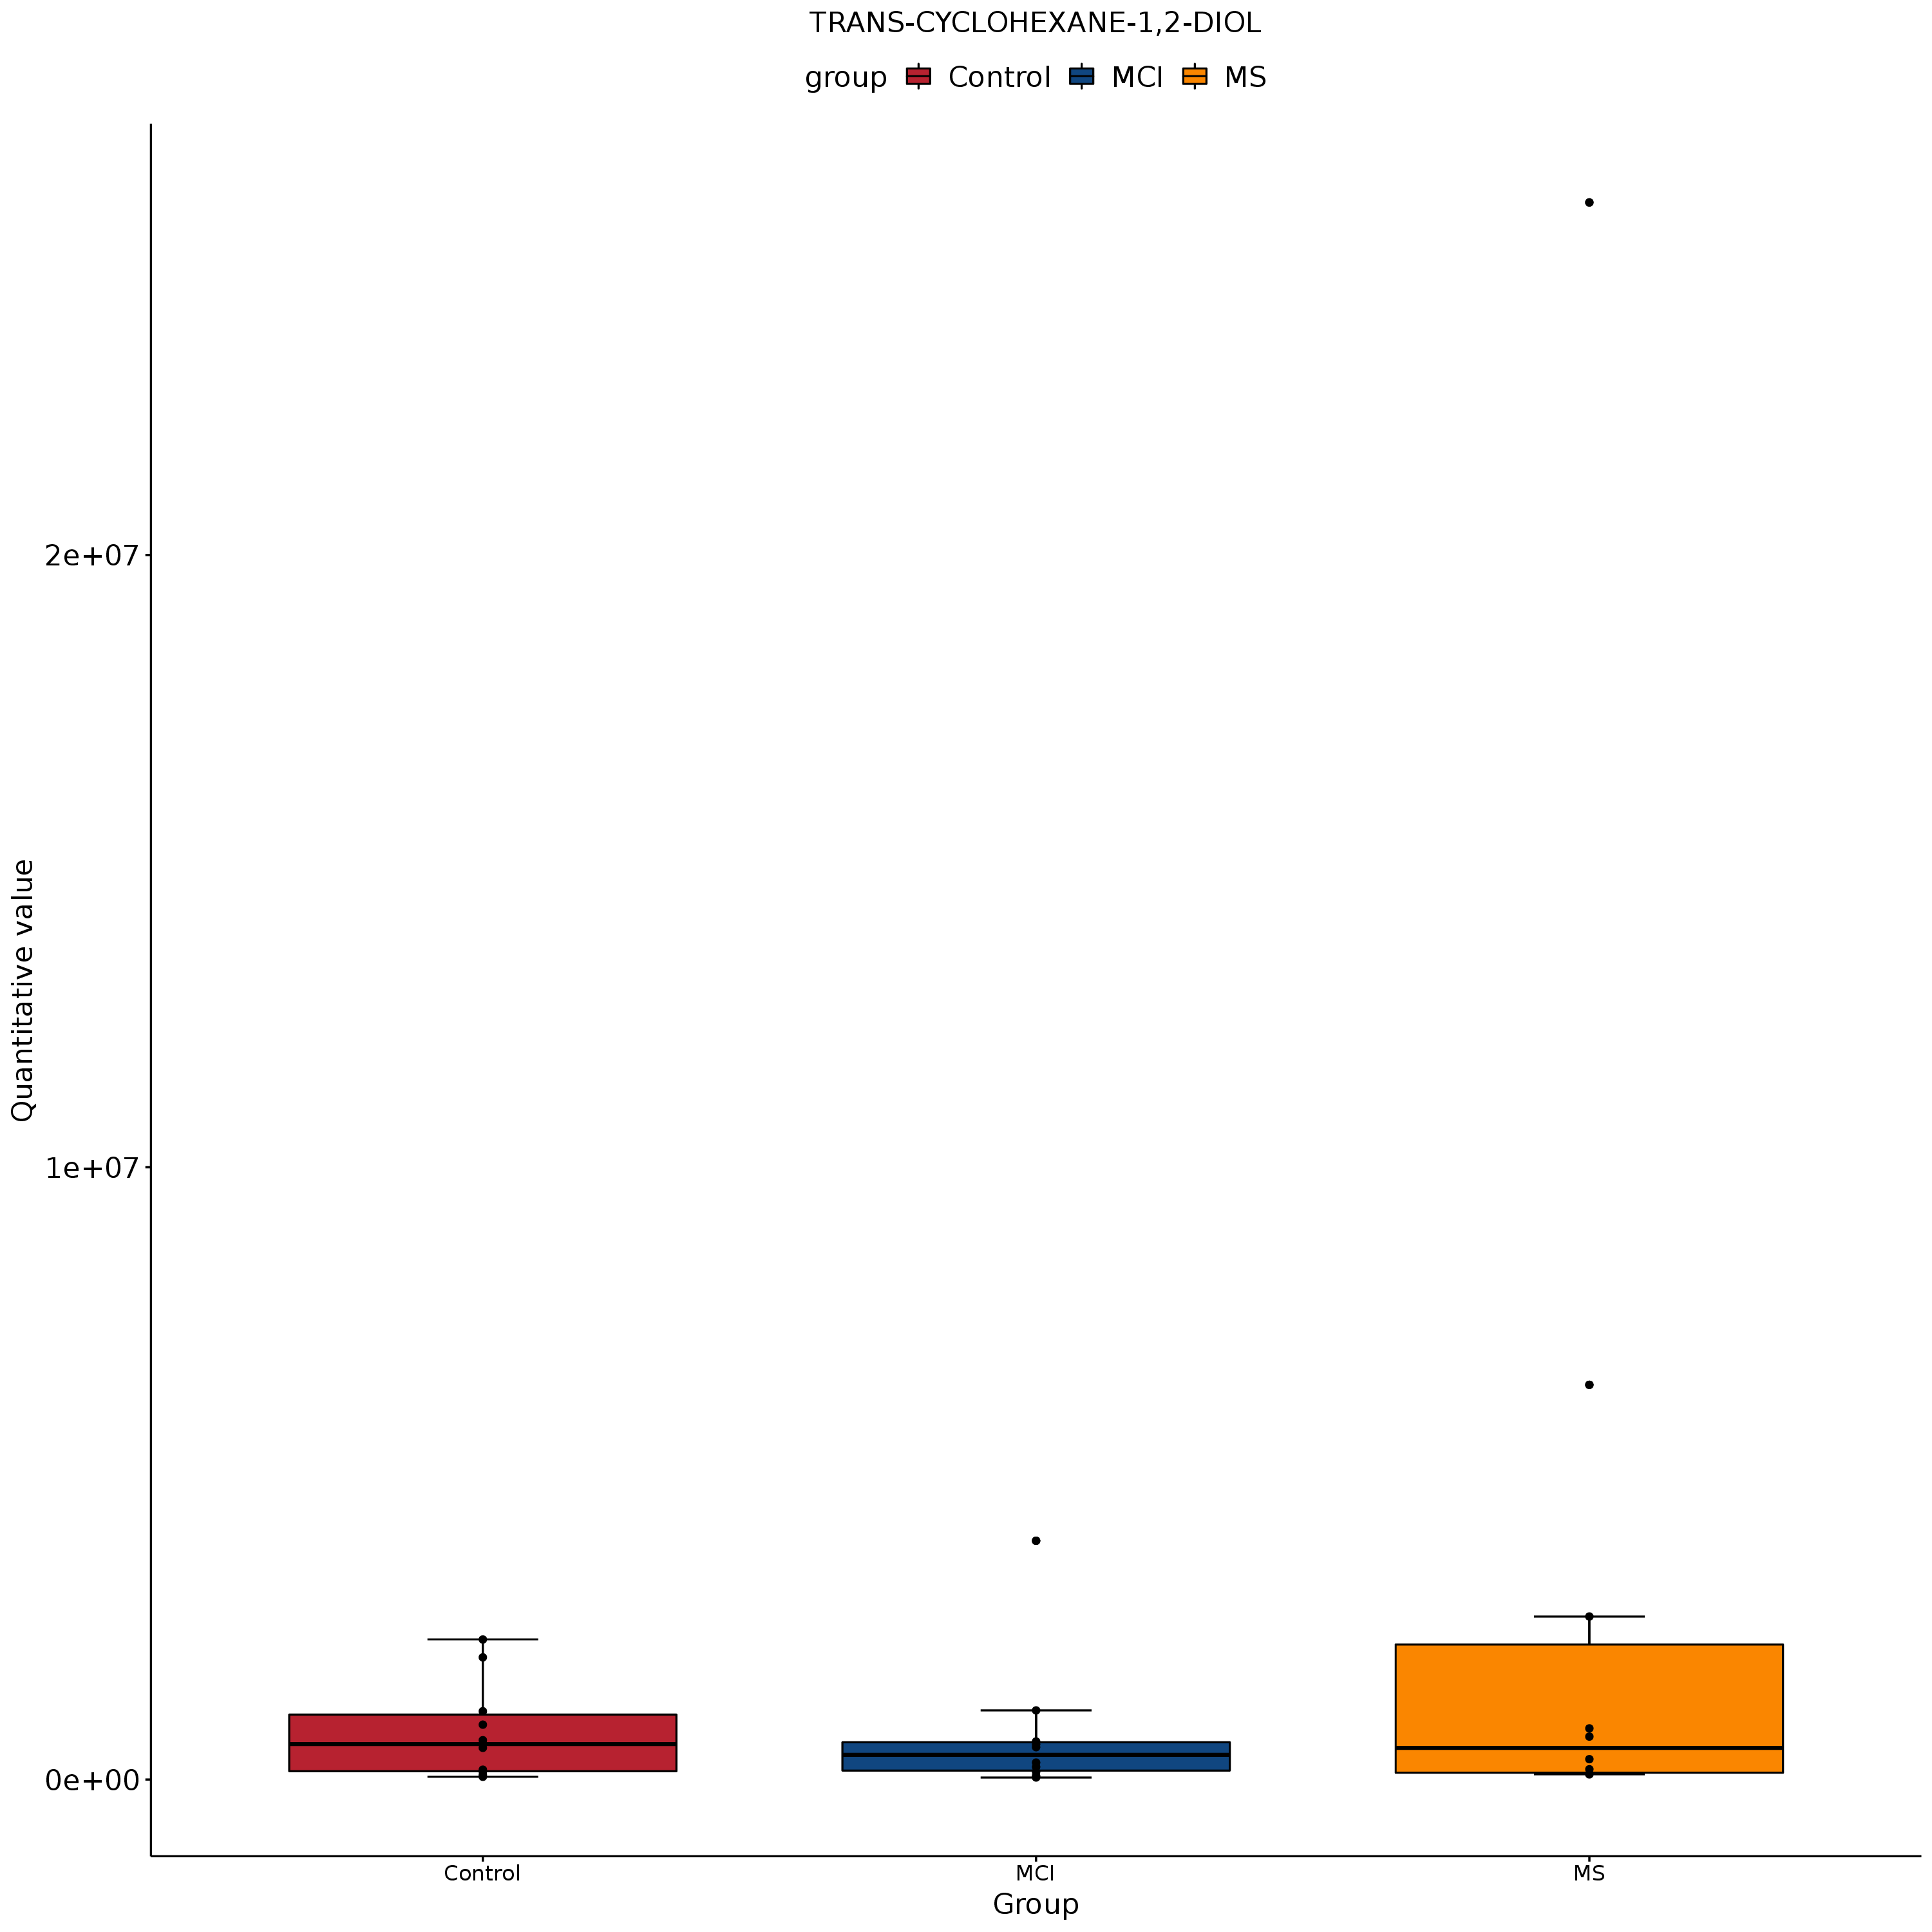 TRANS-CYCLOHEXANE-1,2-DIOL
group Control MCI MS
Quantitative value
2e+07
1e+07
0e+00
Control MCI MS
Group